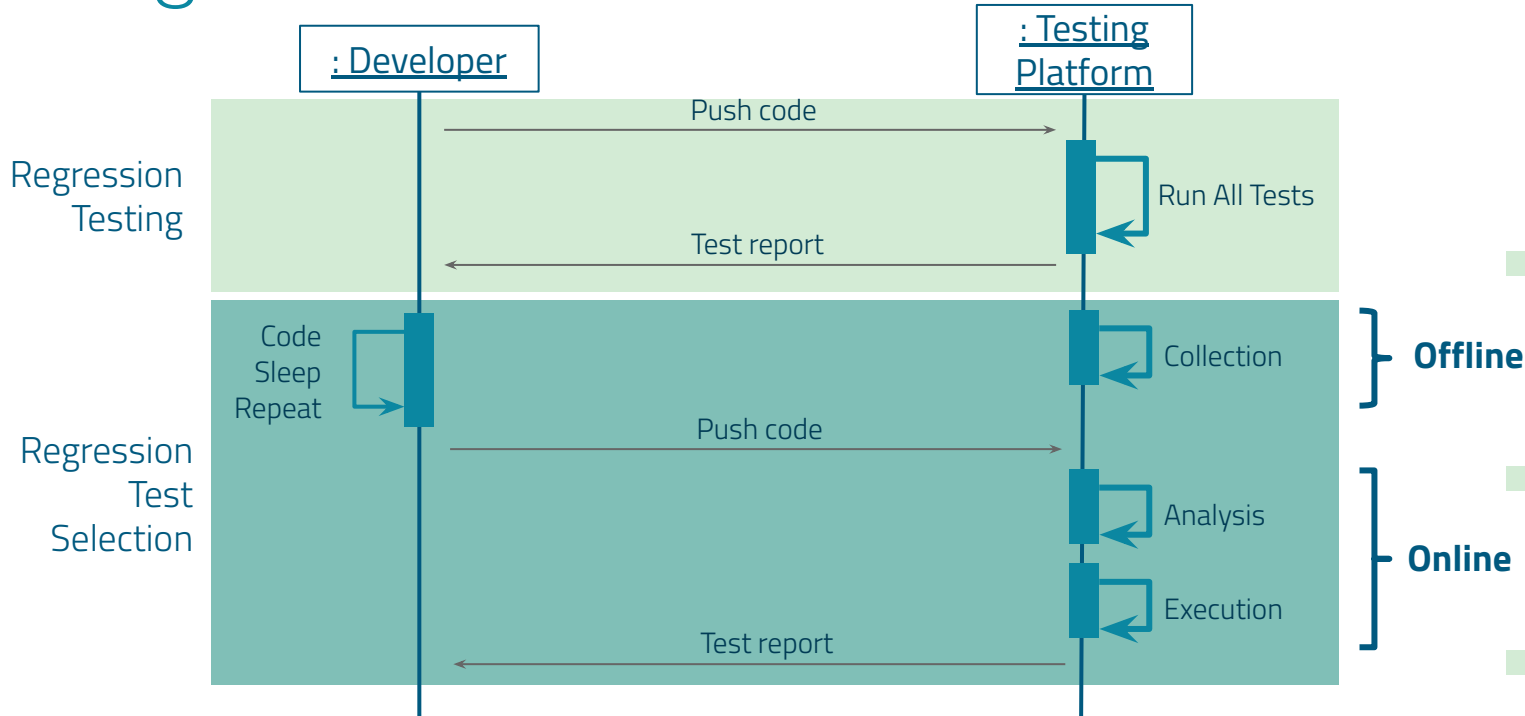 : Developer
: Testing
Platform
Push code
Regression
Testing
Run All Tests
Test report
Code
Sleep
Repeat
Collection
Offline
Push code
Regression
Test
Selection
Analysis
Online
Execution
Test report